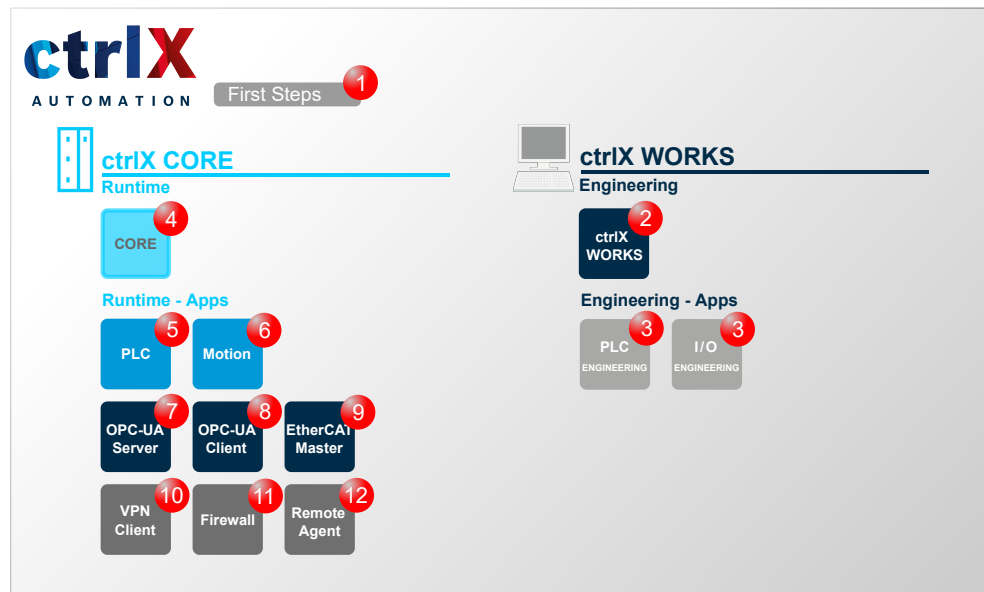 ctrlX
AUTOMATION
First Steps
1
ctrlX CORE
Runtime
4
CORE
Runtime - Apps
5
PLC
6
Motion
7
OPC-UA
Server
8
OPC-UA
Client
9
EtherCAT
Master
10
VPN
Client
11
Firewall
12
Remote
Agent
ctrlX WORKS
Engineering
2
ctrlX
WORKS
Engineering - Apps
3
PLC
ENGINEERING
3
I/O
ENGINEERING